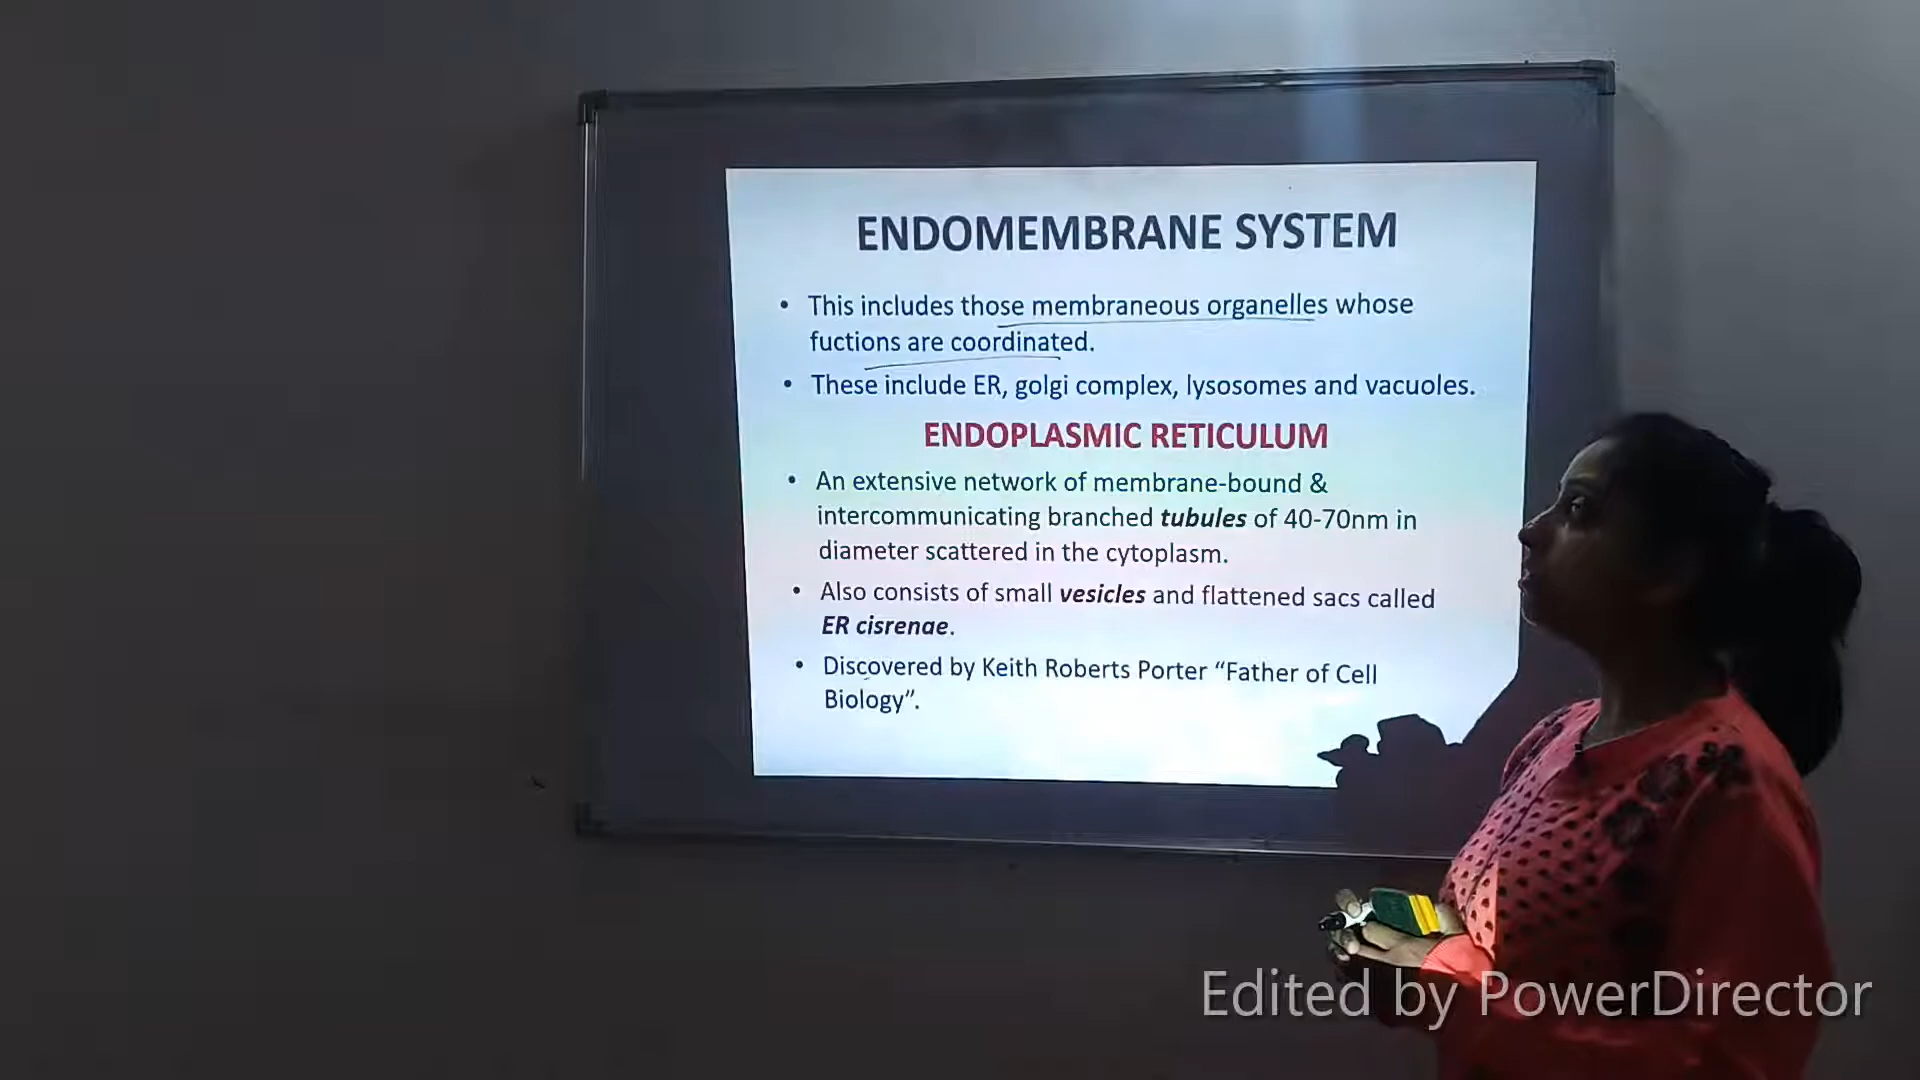 ENDOMEMBRANE SYSTEM
• This includes those membraneous organelles whose
fuctions are coordinated.
• These include ER, golgi complex, lysosomes and vacuoles.
ENDOPLASMIC RETICULUM
• An extensive network of membrane-bound &
intercommunicating branched tubules of 40-70nm in
diameter scattered in the cytoplasm.
• Also consists of small vesicles and flattened sacs called
ER cisrenae.
• Discovered by Keith Roberts Porter “Father of Cell
Biology”.
Edited by PowerDirector